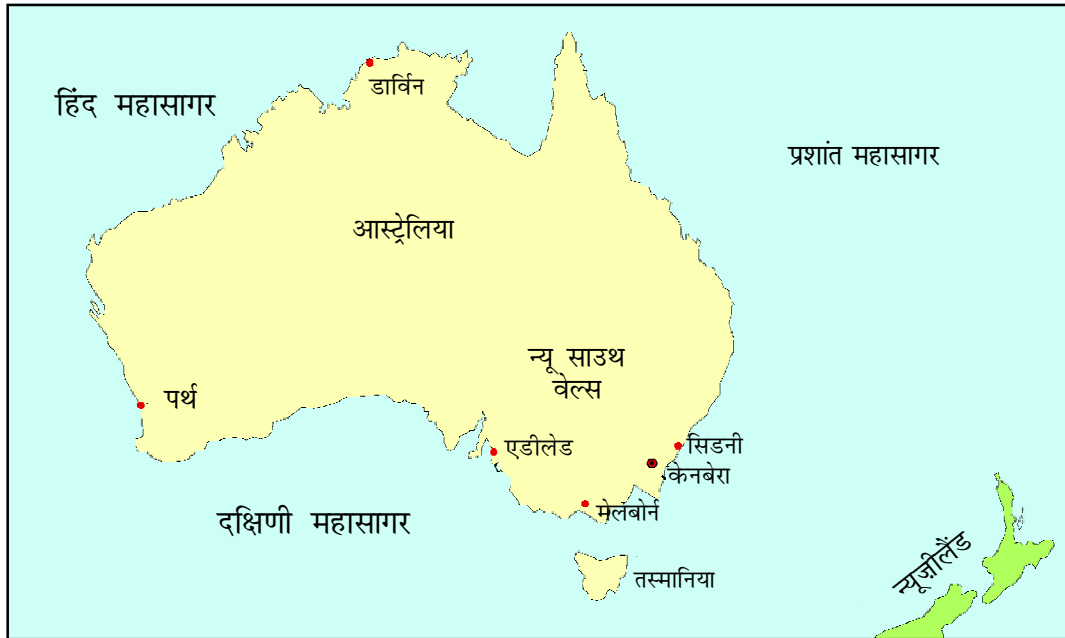 डार्विन
हिंद महासागर
प्रशांत महासागर
आस्ट्रेलिया
न्यू साउथ
वेल्स
पर्थ
एडीलेड
सिडनी
केनबेरा
मेलबोर्न
दक्षिणी महासागर
न्यूज़ीलैंड
तस्मानिया